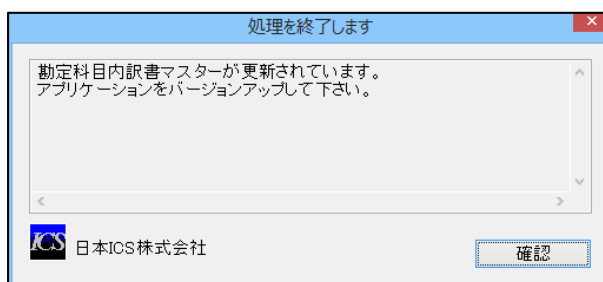 処理を終了します
勘定科目内訳書マスターが更新されています。
アプリケーションをバージョンアップして下さい。
ICS 日本ICS株式会社
確認